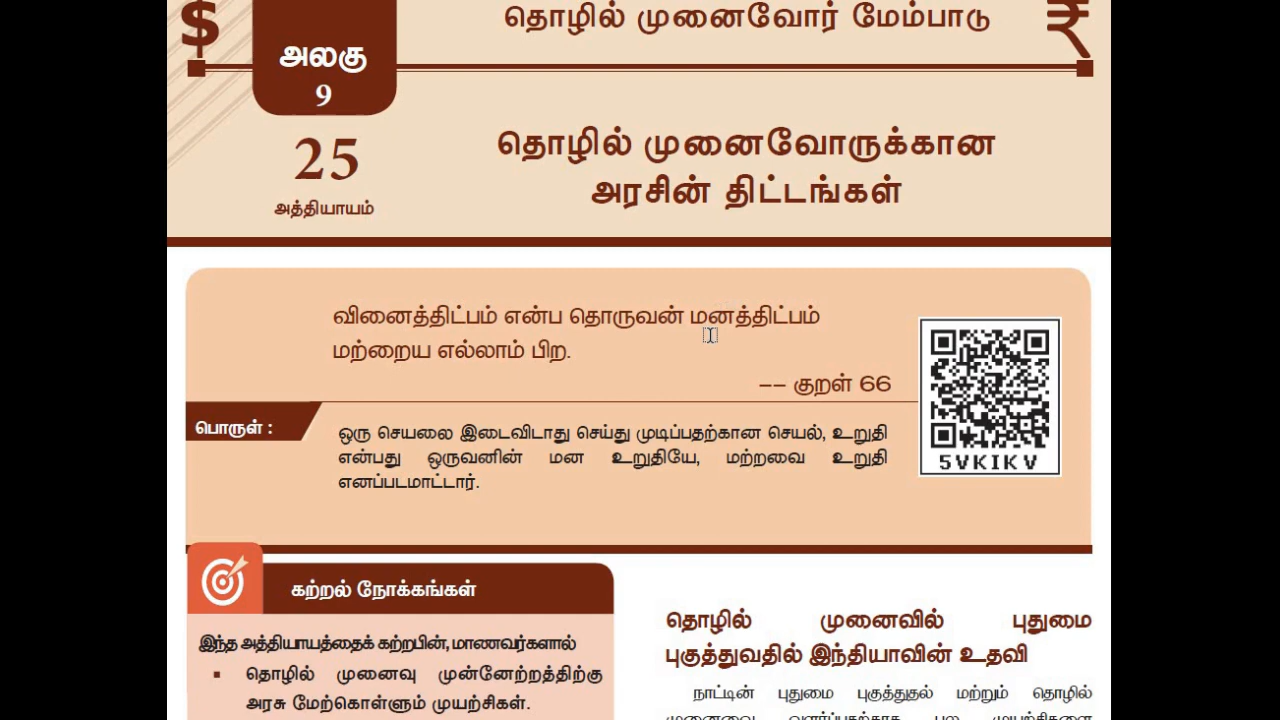 $
தொழில் முனைவோர் மேம்பாடு
₹
அலகு
9
25
அத்தியாயம்
தொழில் முனைவோருக்கான
அரசின் திட்டங்கள்
வினைத்திட்பம் என்ப தொருவன் மனத்திட்பம்
மற்றைய எல்லாம் பிற.
–– குறள் 66
5VKIKV
பொருள் :
ஒரு செயலை இடைவிடாது செய்து முடிப்பதற்கான செயல், உறுதி
என்பது ஒருவனின் மன உறுதியே, மற்றவை உறுதி
எனப்படமாட்டார்.
கற்றல் நோக்கங்கள்
இந்த அத்தியாயத்தைக் கற்றபின், மாணவர்களால்
▪ தொழில் முனைவு முன்னேற்றத்திற்கு
அரசு மேற்கொள்ளும் முயற்சிகள்.
தொழில் முனைவில் புதுமை
புகுத்துவதில் இந்தியாவின் உதவி
நாட்டின் புதுமை புகுத்துதல் மற்றும் தொழில்